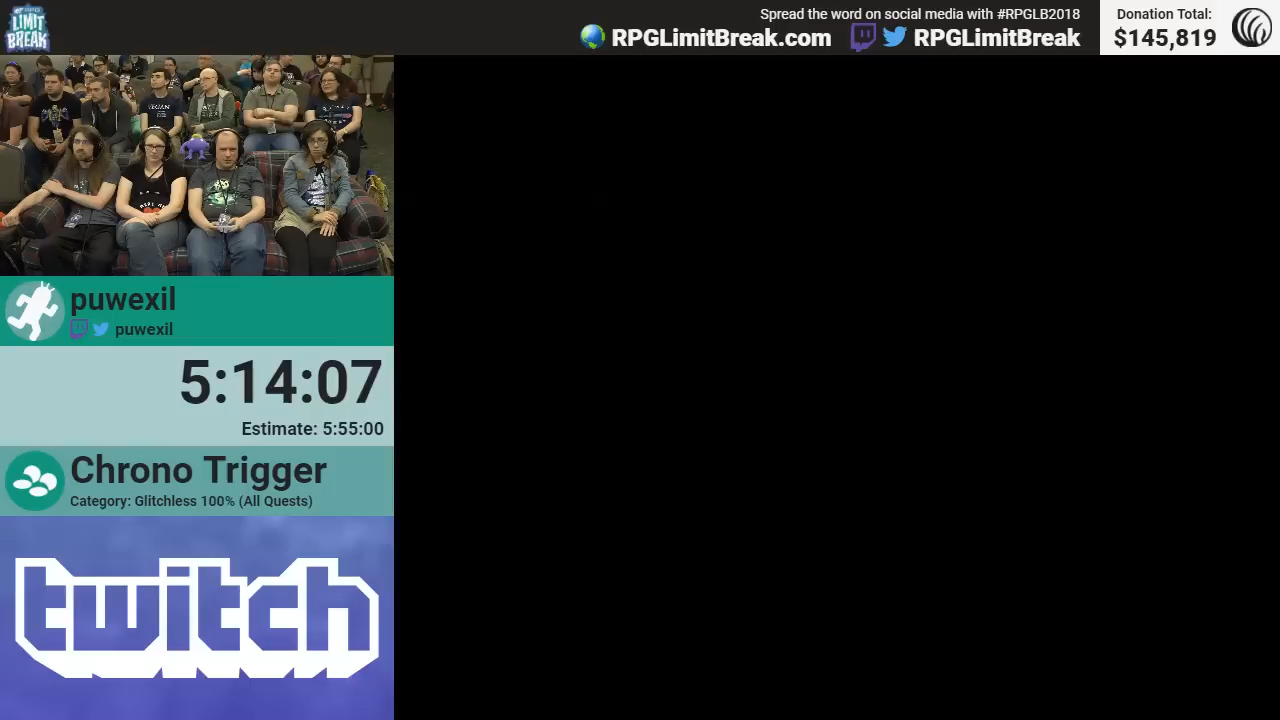 RPG
LIMIT
BREAK
Spread the word on social media with #RPGLB2018
RPGLimitBreak.com
RPGLimitBreak
Donation Total:
$145,819
puwexil
puwexil
5:14:07
Estimate: 5:55:00
Chrono Trigger
Category: Glitchless 100% (All Quests)
twitch